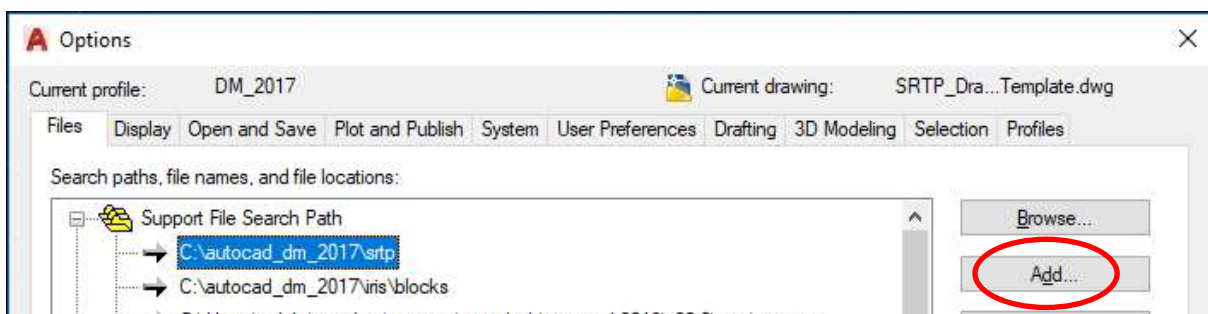 Options
Current profile: DM_2017 Current drawing: SRTP_Dra...Template.dwg
Files Display Open and Save Plot and Publish System User Preferences Drafting 3D Modeling Selection Profiles
Search paths, file names, and file locations:
Support File Search Path
Browse...
C:\autocad_dm_2017\srtp
Add...
C:\autocad_dm_2017\iris\blocks